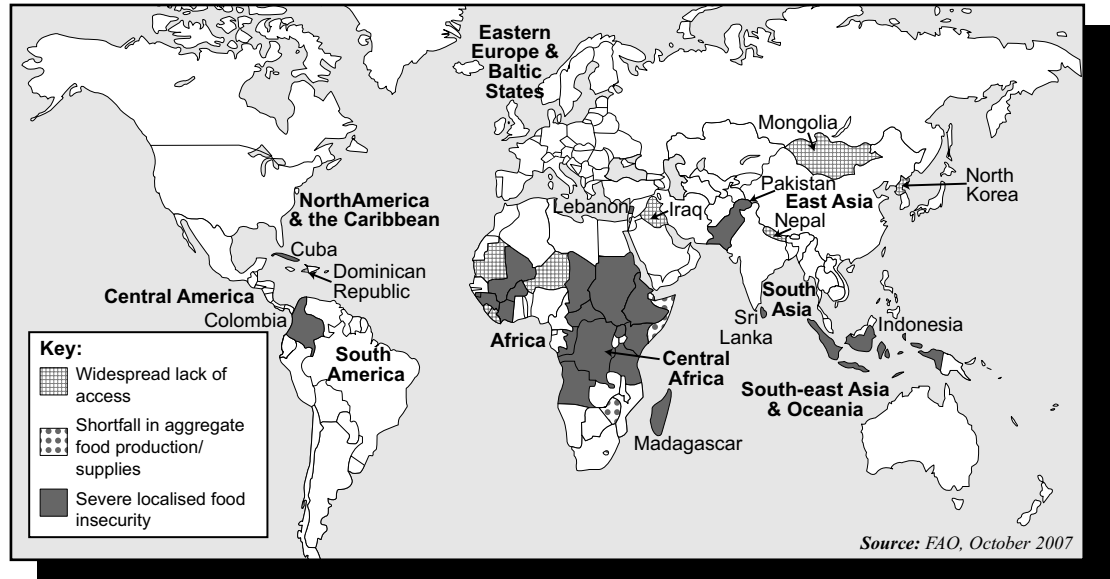 Eastern
Europe &
Baltic
States
Mongolia
North
Korea
Pakistan
East Asia
Nepal
Lebanon
Iraq
NorthAmerica
& the Caribbean
Cuba
Dominican
Republic
Central America
Colombia
South
America
Africa
Central
Africa
Madagascar
Sri
Lanka
South
Asia
Indonesia
South-east Asia
& Oceania
Key:
Widespread lack of
access
Shortfall in aggregate
food production/
supplies
Severe localised food
insecurity
Source: FAO, October 2007